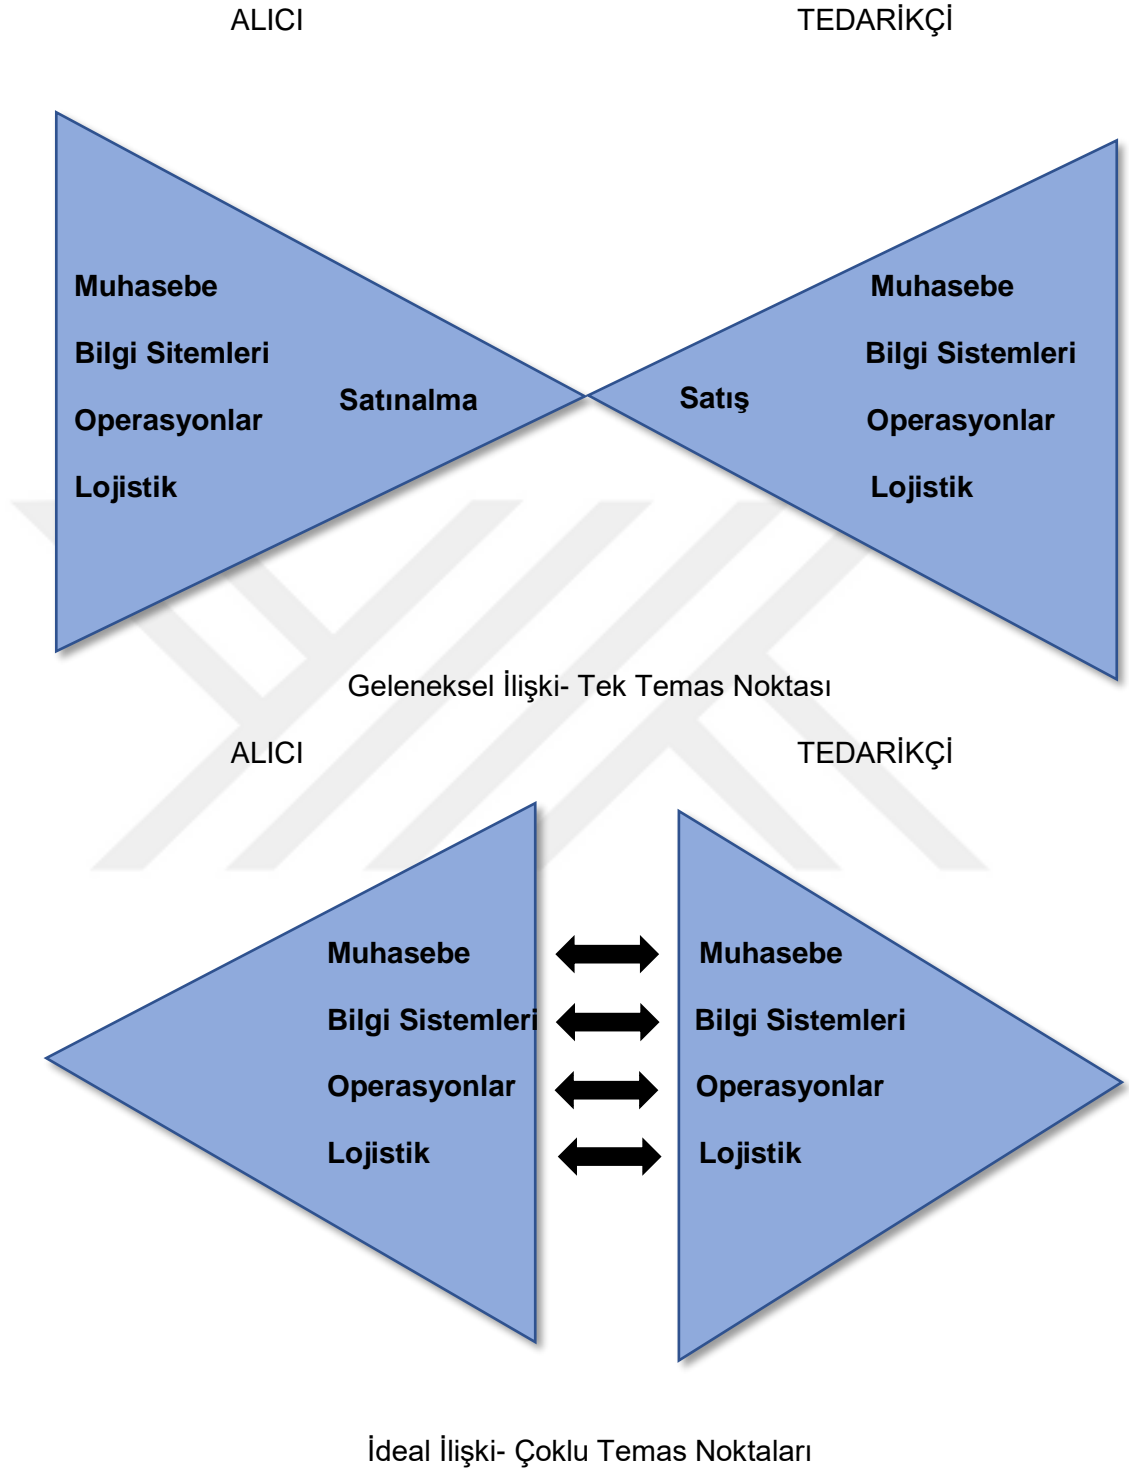 ALICI
TEDARİKÇİ
Muhasebe
Bilgi Sitemleri
Operasyonlar
Lojistik
Satınalma
Satış
Muhasebe
Bilgi Sistemleri
Operasyonlar
Lojistik
Geleneksel İlişki- Tek Temas Noktası
ALICI
TEDARİKÇİ
Muhasebe
Bilgi Sistemleri
Operasyonlar
Lojistik
Muhasebe
Bilgi Sistemleri
Operasyonlar
Lojistik
İdeal İlişki- Çoklu Temas Noktaları